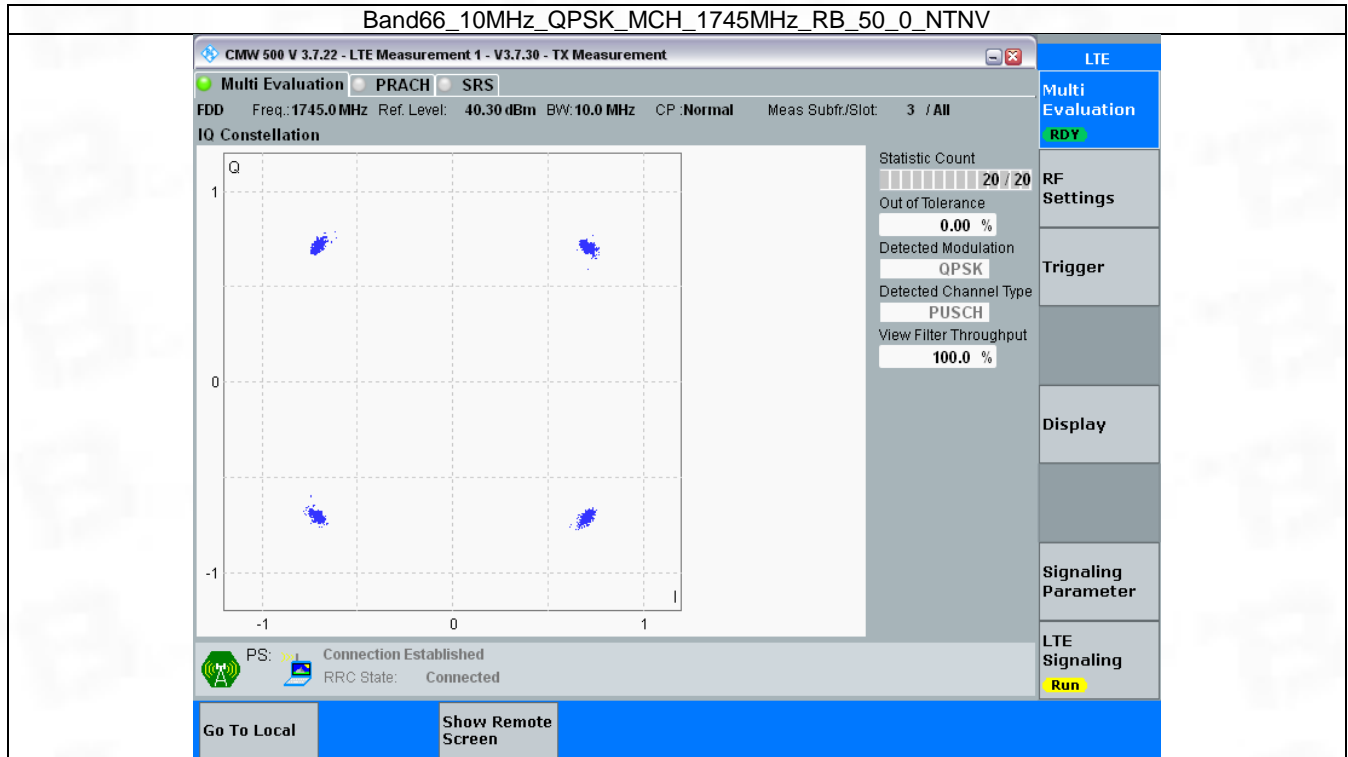 Band66_10MHz_QPSK_MCH_1745MHz_RB_50_0_NTNV
CMW 500 V 3.7.22 - LTE Measurement 1 - V3.7.30 - TX Measurement
Multi Evaluation PRACH SRS
FDD Freq.:1745.0 MHz Ref. Level: 40.30 dBm BW:10.0 MHz CP :Normal Meas Subfr./Slot: 3 / All
IQ Constellation
Q
1
0
-1
I
-1 0 1
Statistic Count
20 / 20
Out of Tolerance
0.00 %
Detected Modulation
QPSK
Detected Channel Type
PUSCH
View Filter Throughput
100.0 %
PS: Connection Established
RRC State: Connected
LTE
Multi
Evaluation
RDY
RF
Settings
Trigger
Display
Signaling
Parameter
LTE
Signaling
Run
Go To Local
Show Remote
Screen